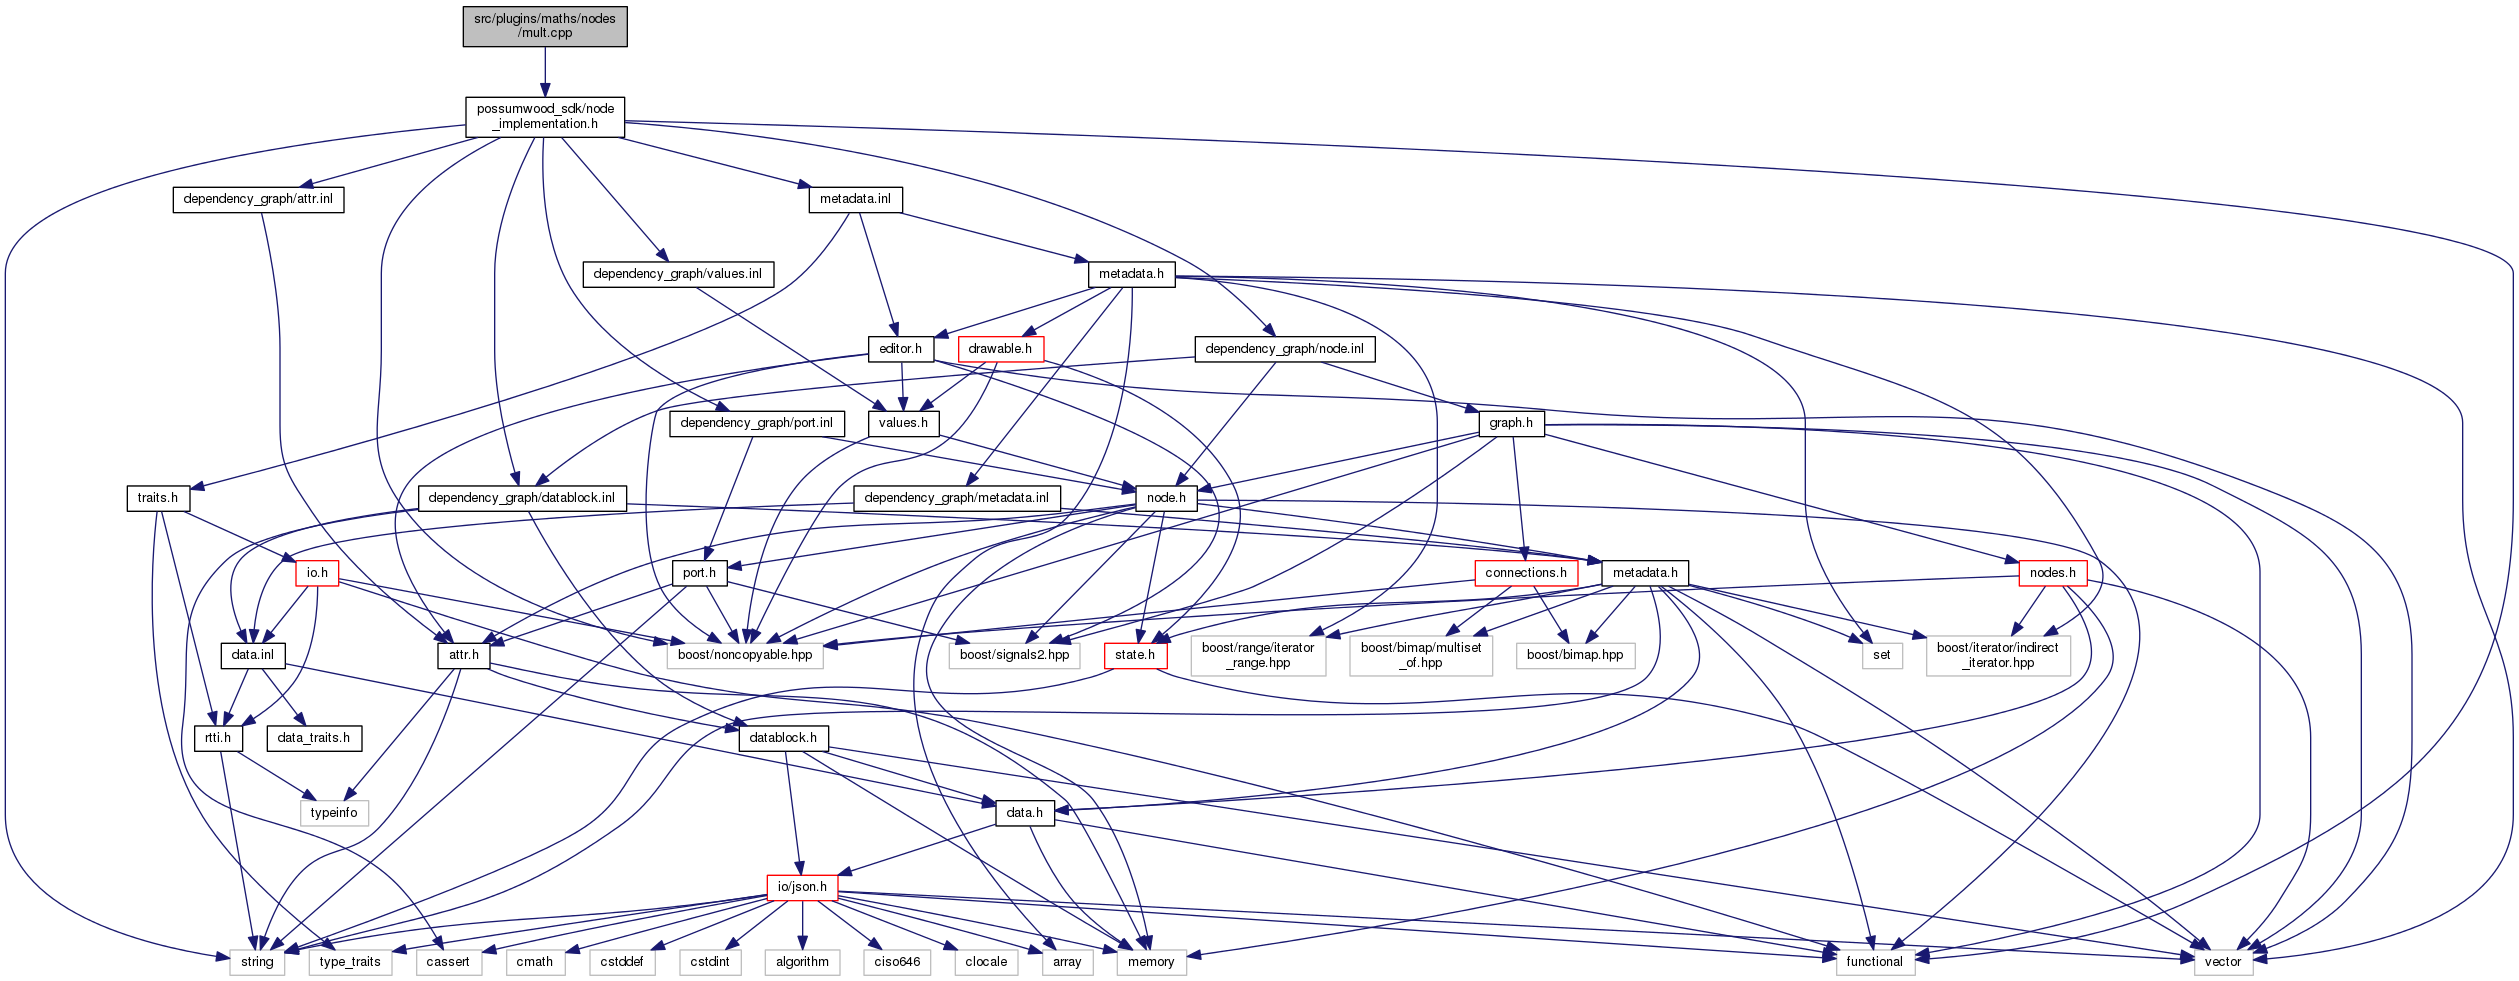 src/plugins/maths/nodes
/mult.cpp
possumwood_sdk/node
_implementation.h
dependency_graph/attr.inl
metadata.inl
dependency_graph/values.inl
metadata.h
editor.h
drawable.h
dependency_graph/node.inl
dependency_graph/port.inl
values.h
graph.h
traits.h
dependency_graph/datablock.inl
dependency_graph/metadata.inl
node.h
io.h
port.h
connections.h
metadata.h
nodes.h
data.inl
attr.h
boost/noncopyable.hpp
boost/signals2.hpp
state.h
boost/range/iterator
_range.hpp
boost/bimap/multiset
_of.hpp
boost/bimap.hpp
set
boost/iterator/indirect
_iterator.hpp
rtti.h
data_traits.h
datablock.h
typeinfo
data.h
io/json.h
string
type_traits
cassert
cmath
cstddef
cstdint
algorithm
ciso646
clocale
array
memory
functional
vector